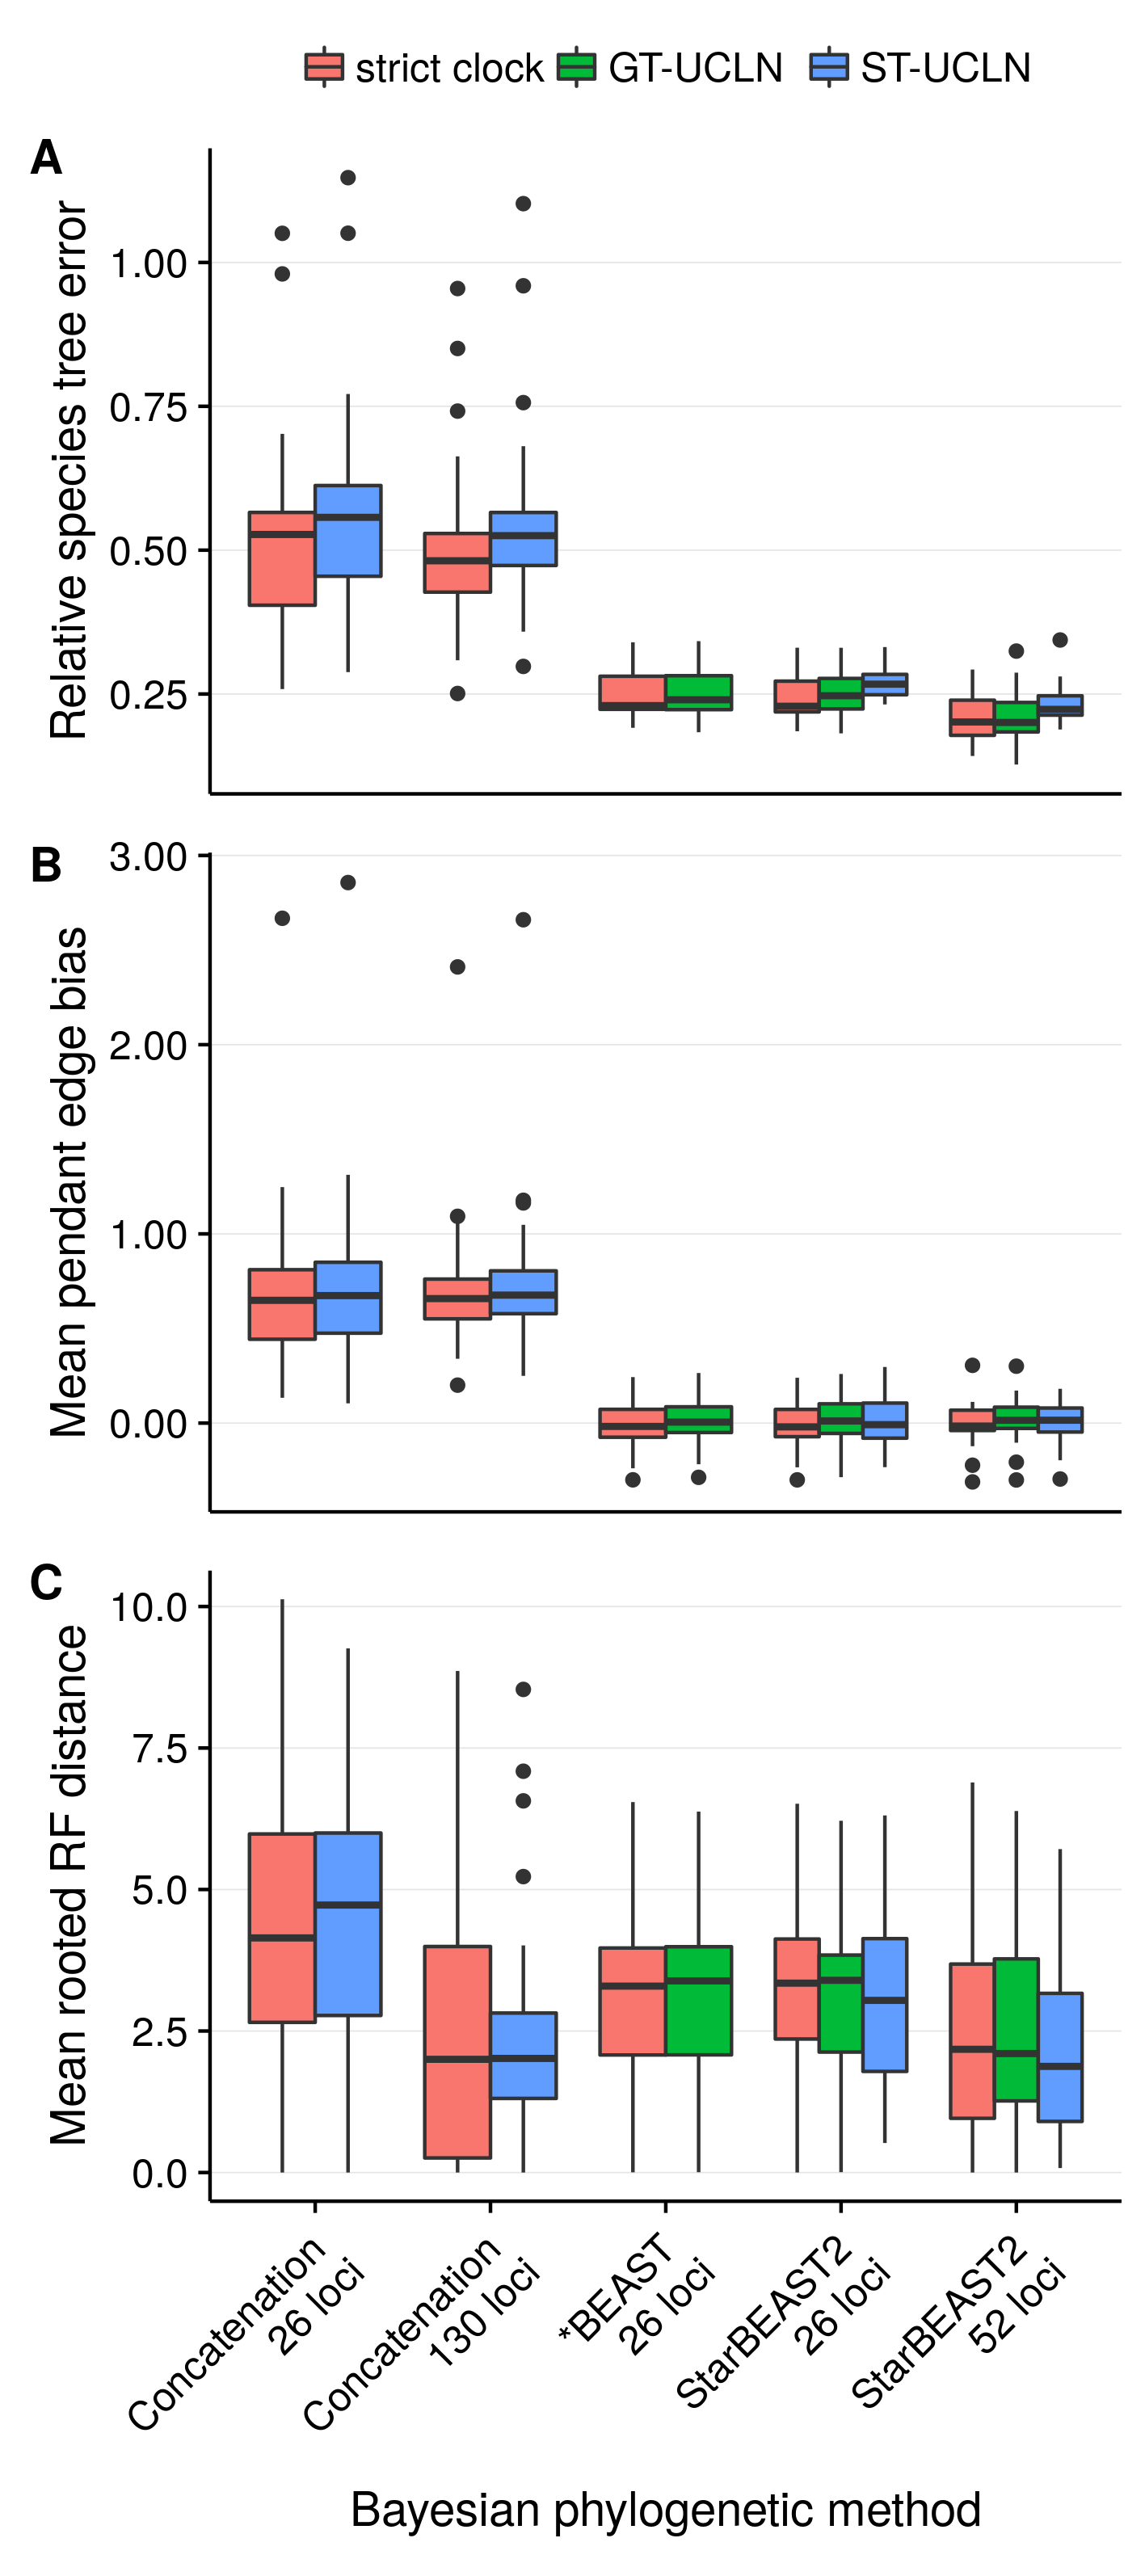 strict clock GT-UCLN ST-UCLN
A
Relative species tree error
1.00
0.75
0.50
0.25
B
Mean pendant edge bias
3.00
2.00
1.00
0.00
C
Mean rooted RF distance
10.0
7.5
5.0
2.5
0.0
Concatenation
26 loci
Concatenation
130 loci
*BEAST
26 loci
StarBEAST2
26 loci
StarBEAST2
52 loci
Bayesian phylogenetic method